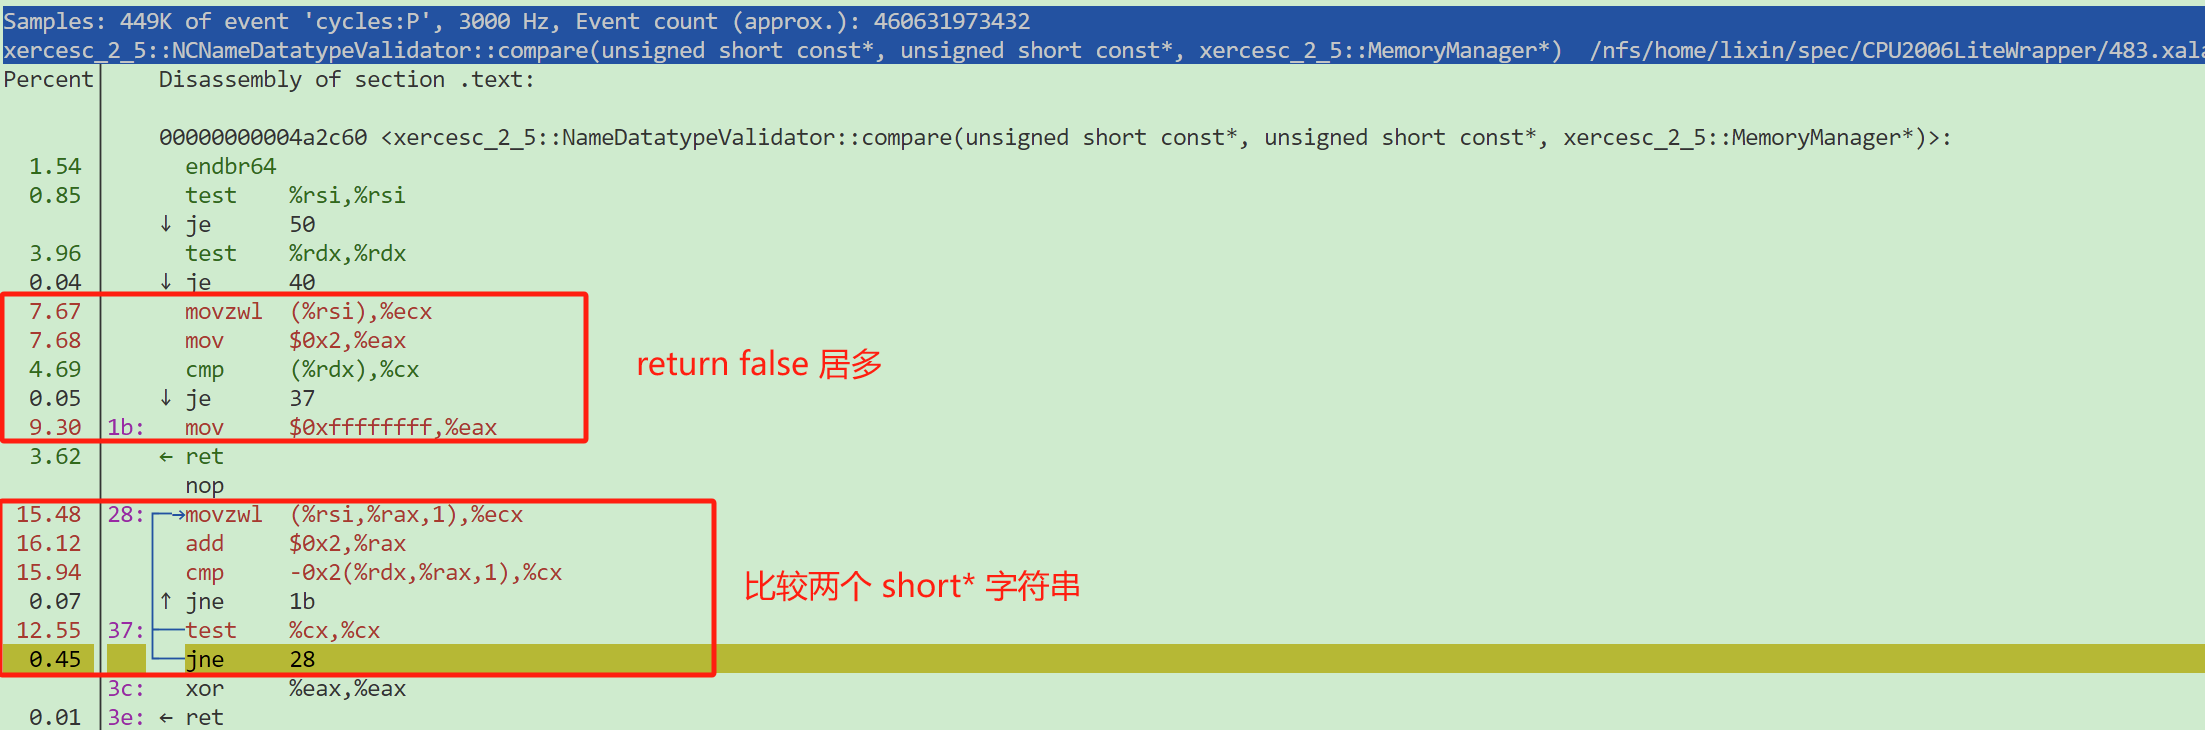 Samples: 449K of event 'cycles:P', 3000 Hz, Event count (approx.): 460631973432
xercesc_2_5::NCNameDatatypeValidator::compare(unsigned short const*, unsigned short const*, xercesc_2_5::MemoryManager*)  /nfs/home/lixin/spec/CPU2006LiteWrapper/483.xala
Percent Disassembly of section .text:
00000000004a2c60 <xercesc_2_5::NameDatatypeValidator::compare(unsigned short const*, unsigned short const*, xercesc_2_5::MemoryManager*)>:
1.54 endbr64
0.85 test %rsi,%rsi
↓ je 50
3.96 test %rdx,%rdx
0.04 ↓ je 40
7.67 movzwl (%rsi),%ecx
7.68 mov $0x2,%eax
return false 居多
4.69 cmp (%rdx),%cx
0.05 ↓ je 37
9.30 1b: mov $0xffffffff,%eax
3.62 ← ret
nop
15.48 28: →movzwl (%rsi,%rax,1),%ecx
16.12 add $0x2,%rax
15.94 cmp -0x2(%rdx,%rax,1),%cx
比较两个 short* 字符串
0.07 ↑ jne 1b
12.55 37: test %cx,%cx
0.45 jne 28
3c: xor %eax,%eax
0.01 3e: ← ret